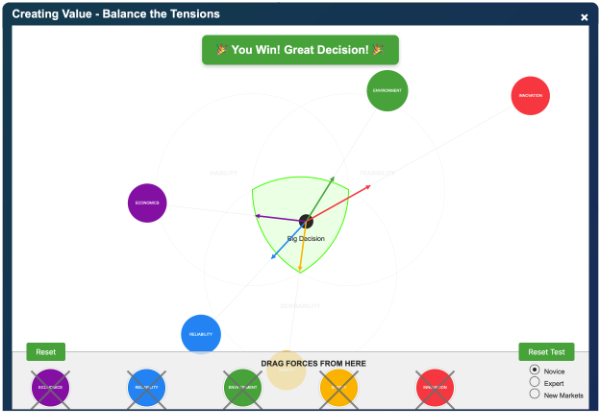 Creating Value - Balance the Tensions
×
🎉 You Win! Great Decision! 🎉
ENVIRONMENT
INNOVATION
ECONOMICS
Big Decision
RELIABILITY
Reset
DRAG FORCES FROM HERE
Reset Test
Novice
Expert
New Markets
RELIABILITY
ENVIRONMENT
INNOVATION